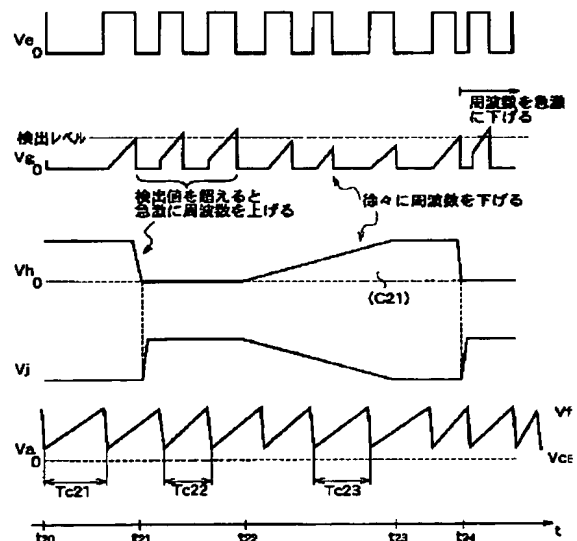 Ve
0
周波数を急激
に下げる
検出レベル
Vg
0
検出値を超えると
急激に周波数を上げる
徐々に周波数を下げる
Vh
0
(C21)
Vj
Va
0
Vf
VCE
Tc21
Tc22
Tc23
t20
t21
t22
t23
t24
t